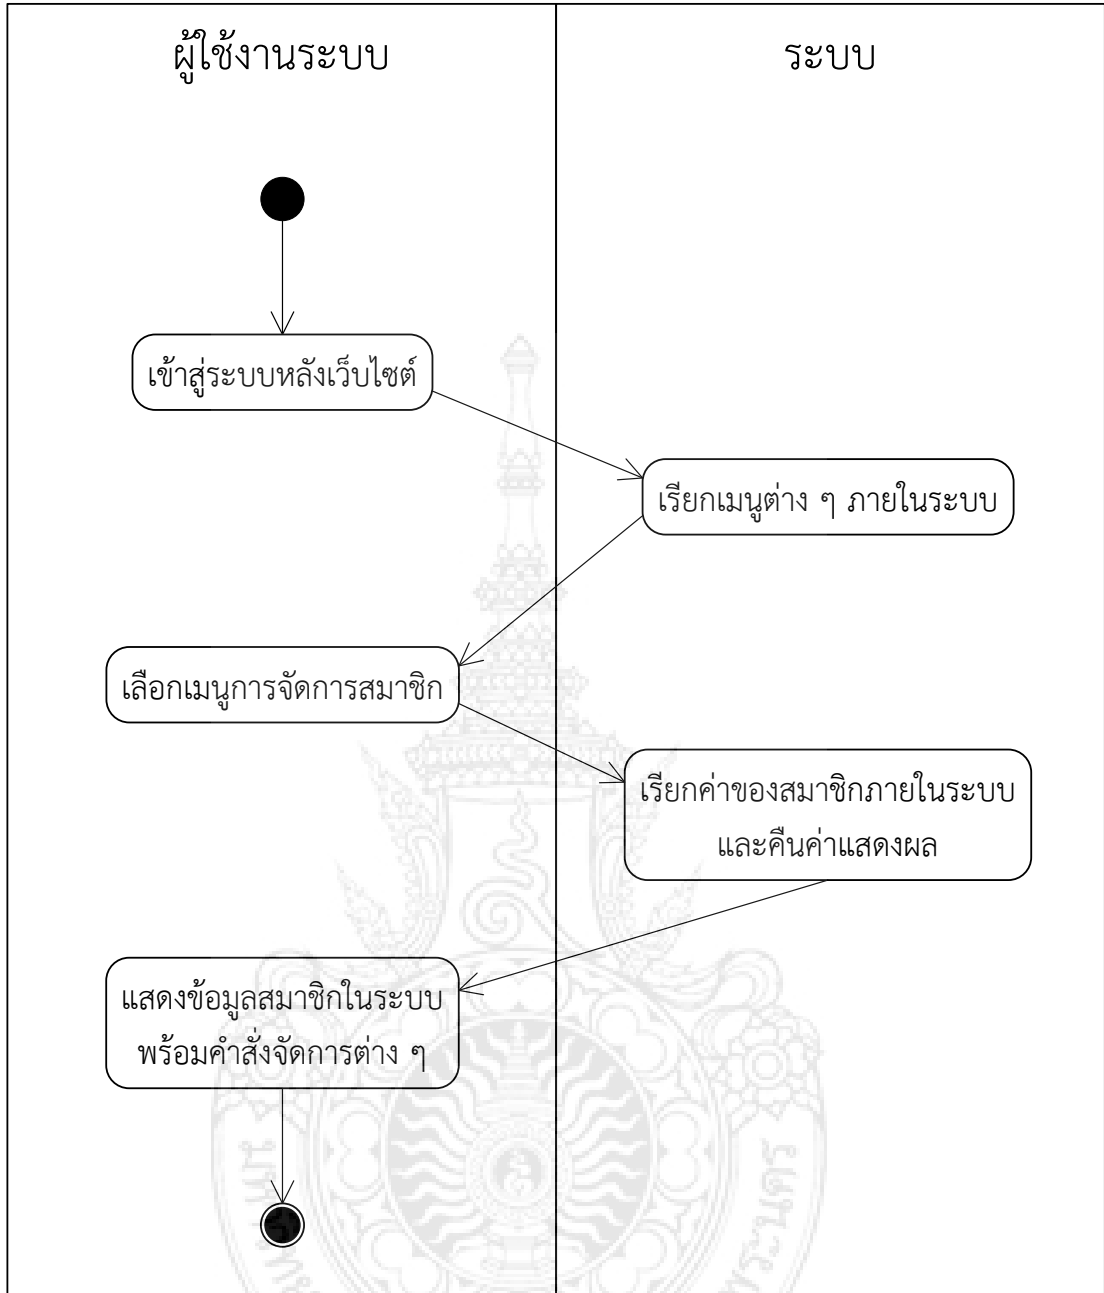 ผู้ใช้งานระบบ
ระบบ
เข้าสู่ระบบหลังเว็บไซต์
เรียกเมนูต่าง ๆ ภายในระบบ
เลือกเมนูการจัดการสมาชิก
เรียกค่าของสมาชิกภายในระบบ
และคืนค่าแสดงผล
แสดงข้อมูลสมาชิกในระบบ
พร้อมคำสั่งจัดการต่าง ๆ
พระนคร